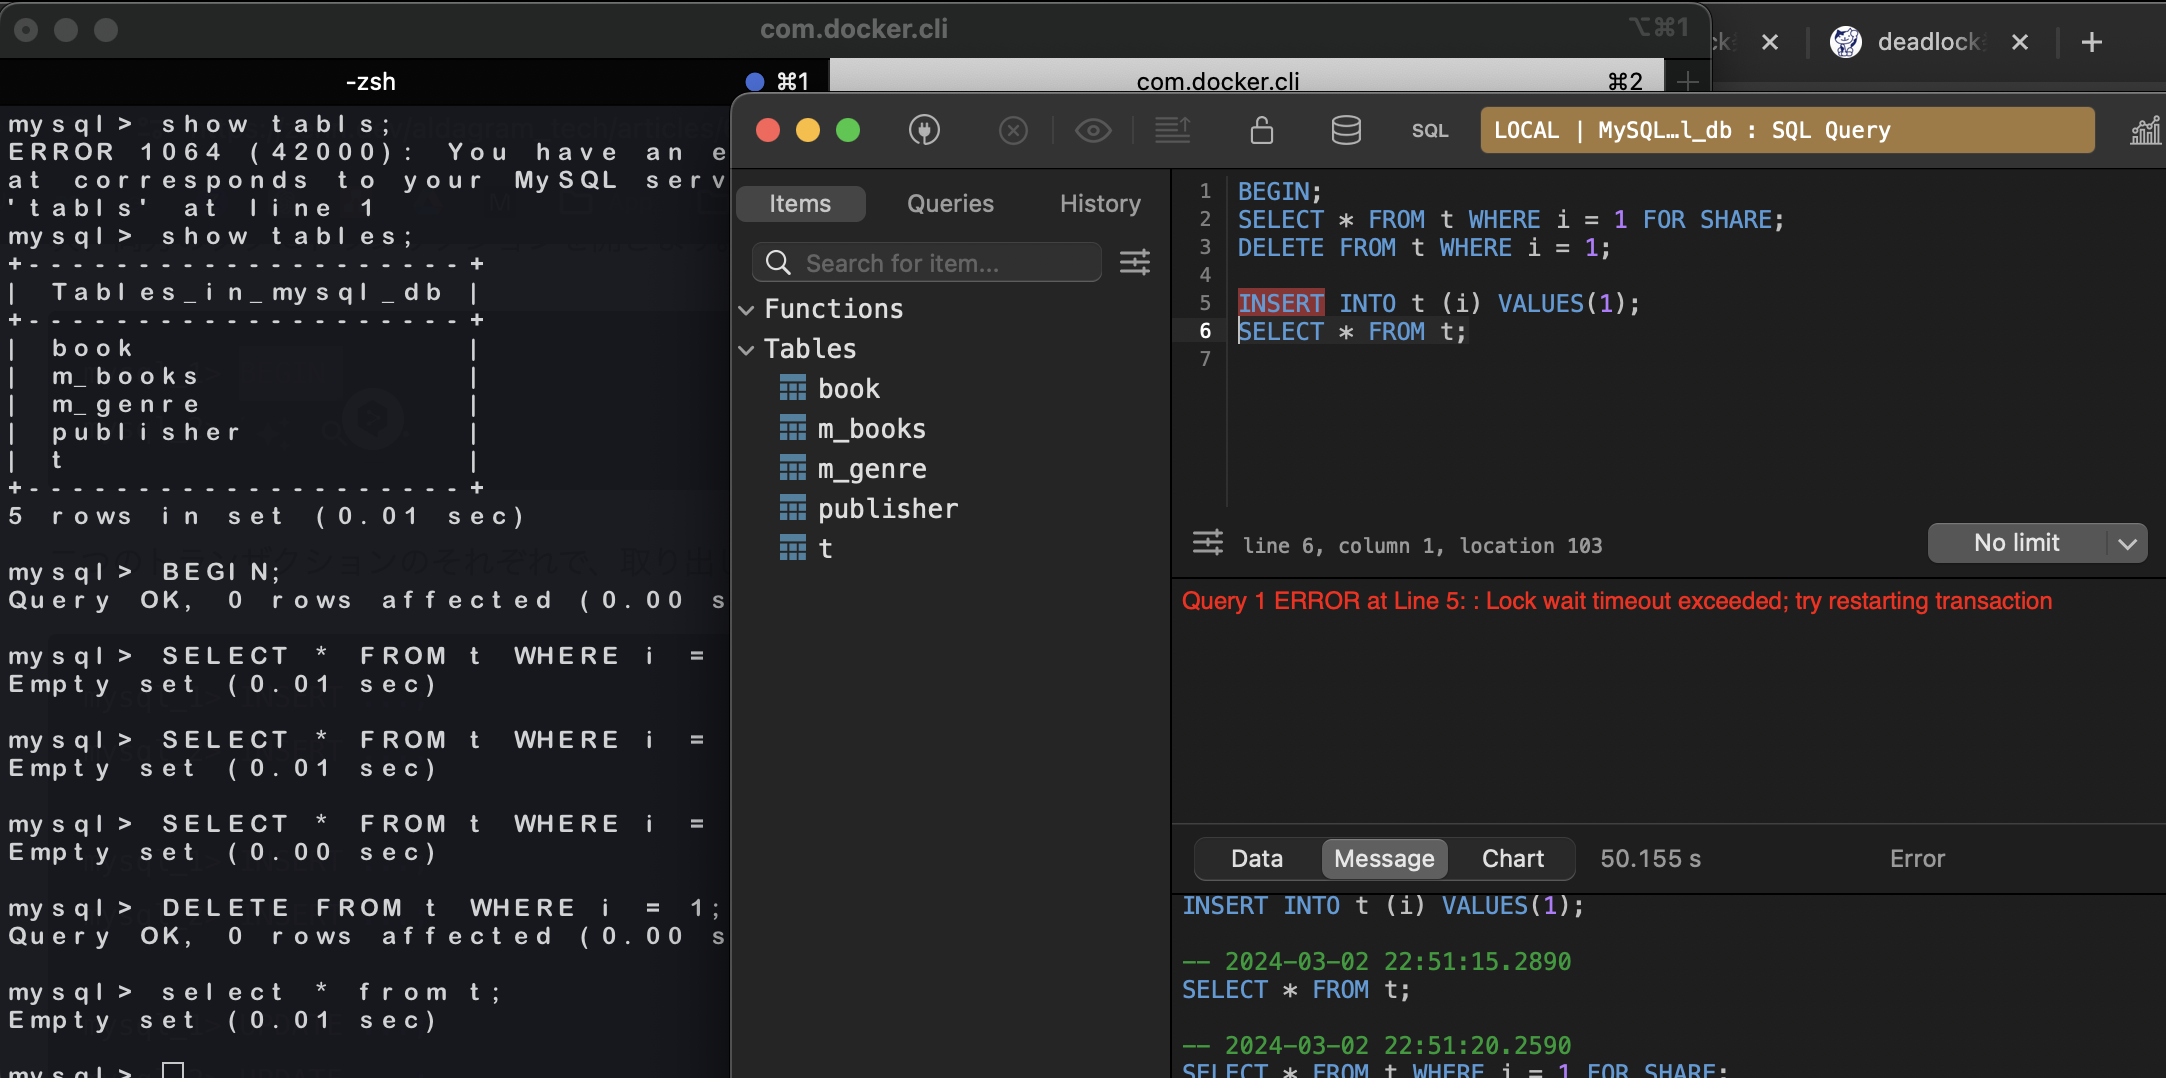 com.docker.cli
⌥⌘1
deadlock
-zsh
⌘1
com.docker.cli
⌘2
mysql> show tabls;
ERROR 1064 (42000): You have an e
at corresponds to your MySQL serv
'tabls' at line 1
mysql> show tables;
+--------------------+
| Tables_in_mysql_db |
+--------------------+
| book |
| m_books |
| m_genre |
| publisher |
| t |
+--------------------+
5 rows in set (0.01 sec)
mysql> BEGIN;
Query OK, 0 rows affected (0.00 s
mysql> SELECT * FROM t WHERE i =
Empty set (0.01 sec)
mysql> SELECT * FROM t WHERE i =
Empty set (0.01 sec)
mysql> SELECT * FROM t WHERE i =
Empty set (0.00 sec)
mysql> DELETE FROM t WHERE i = 1;
Query OK, 0 rows affected (0.00 s
mysql> select * from t;
Empty set (0.01 sec)
mysql>
SQL
LOCAL | MySQL…l_db : SQL Query
Items
Queries
History
Search for item...
Functions
Tables
book
m_books
m_genre
publisher
t
1 BEGIN;
2 SELECT * FROM t WHERE i = 1 FOR SHARE;
3 DELETE FROM t WHERE i = 1;
4
5 INSERT INTO t (i) VALUES(1);
6 SELECT * FROM t;
7
line 6, column 1, location 103
No limit
Query 1 ERROR at Line 5: : Lock wait timeout exceeded; try restarting transaction
Data
Message
Chart
50.155 s
Error
INSERT INTO t (i) VALUES(1);
-- 2024-03-02 22:51:15.2890
SELECT * FROM t;
-- 2024-03-02 22:51:20.2590
SELECT * FROM t WHERE i = 1 FOR SHARE;